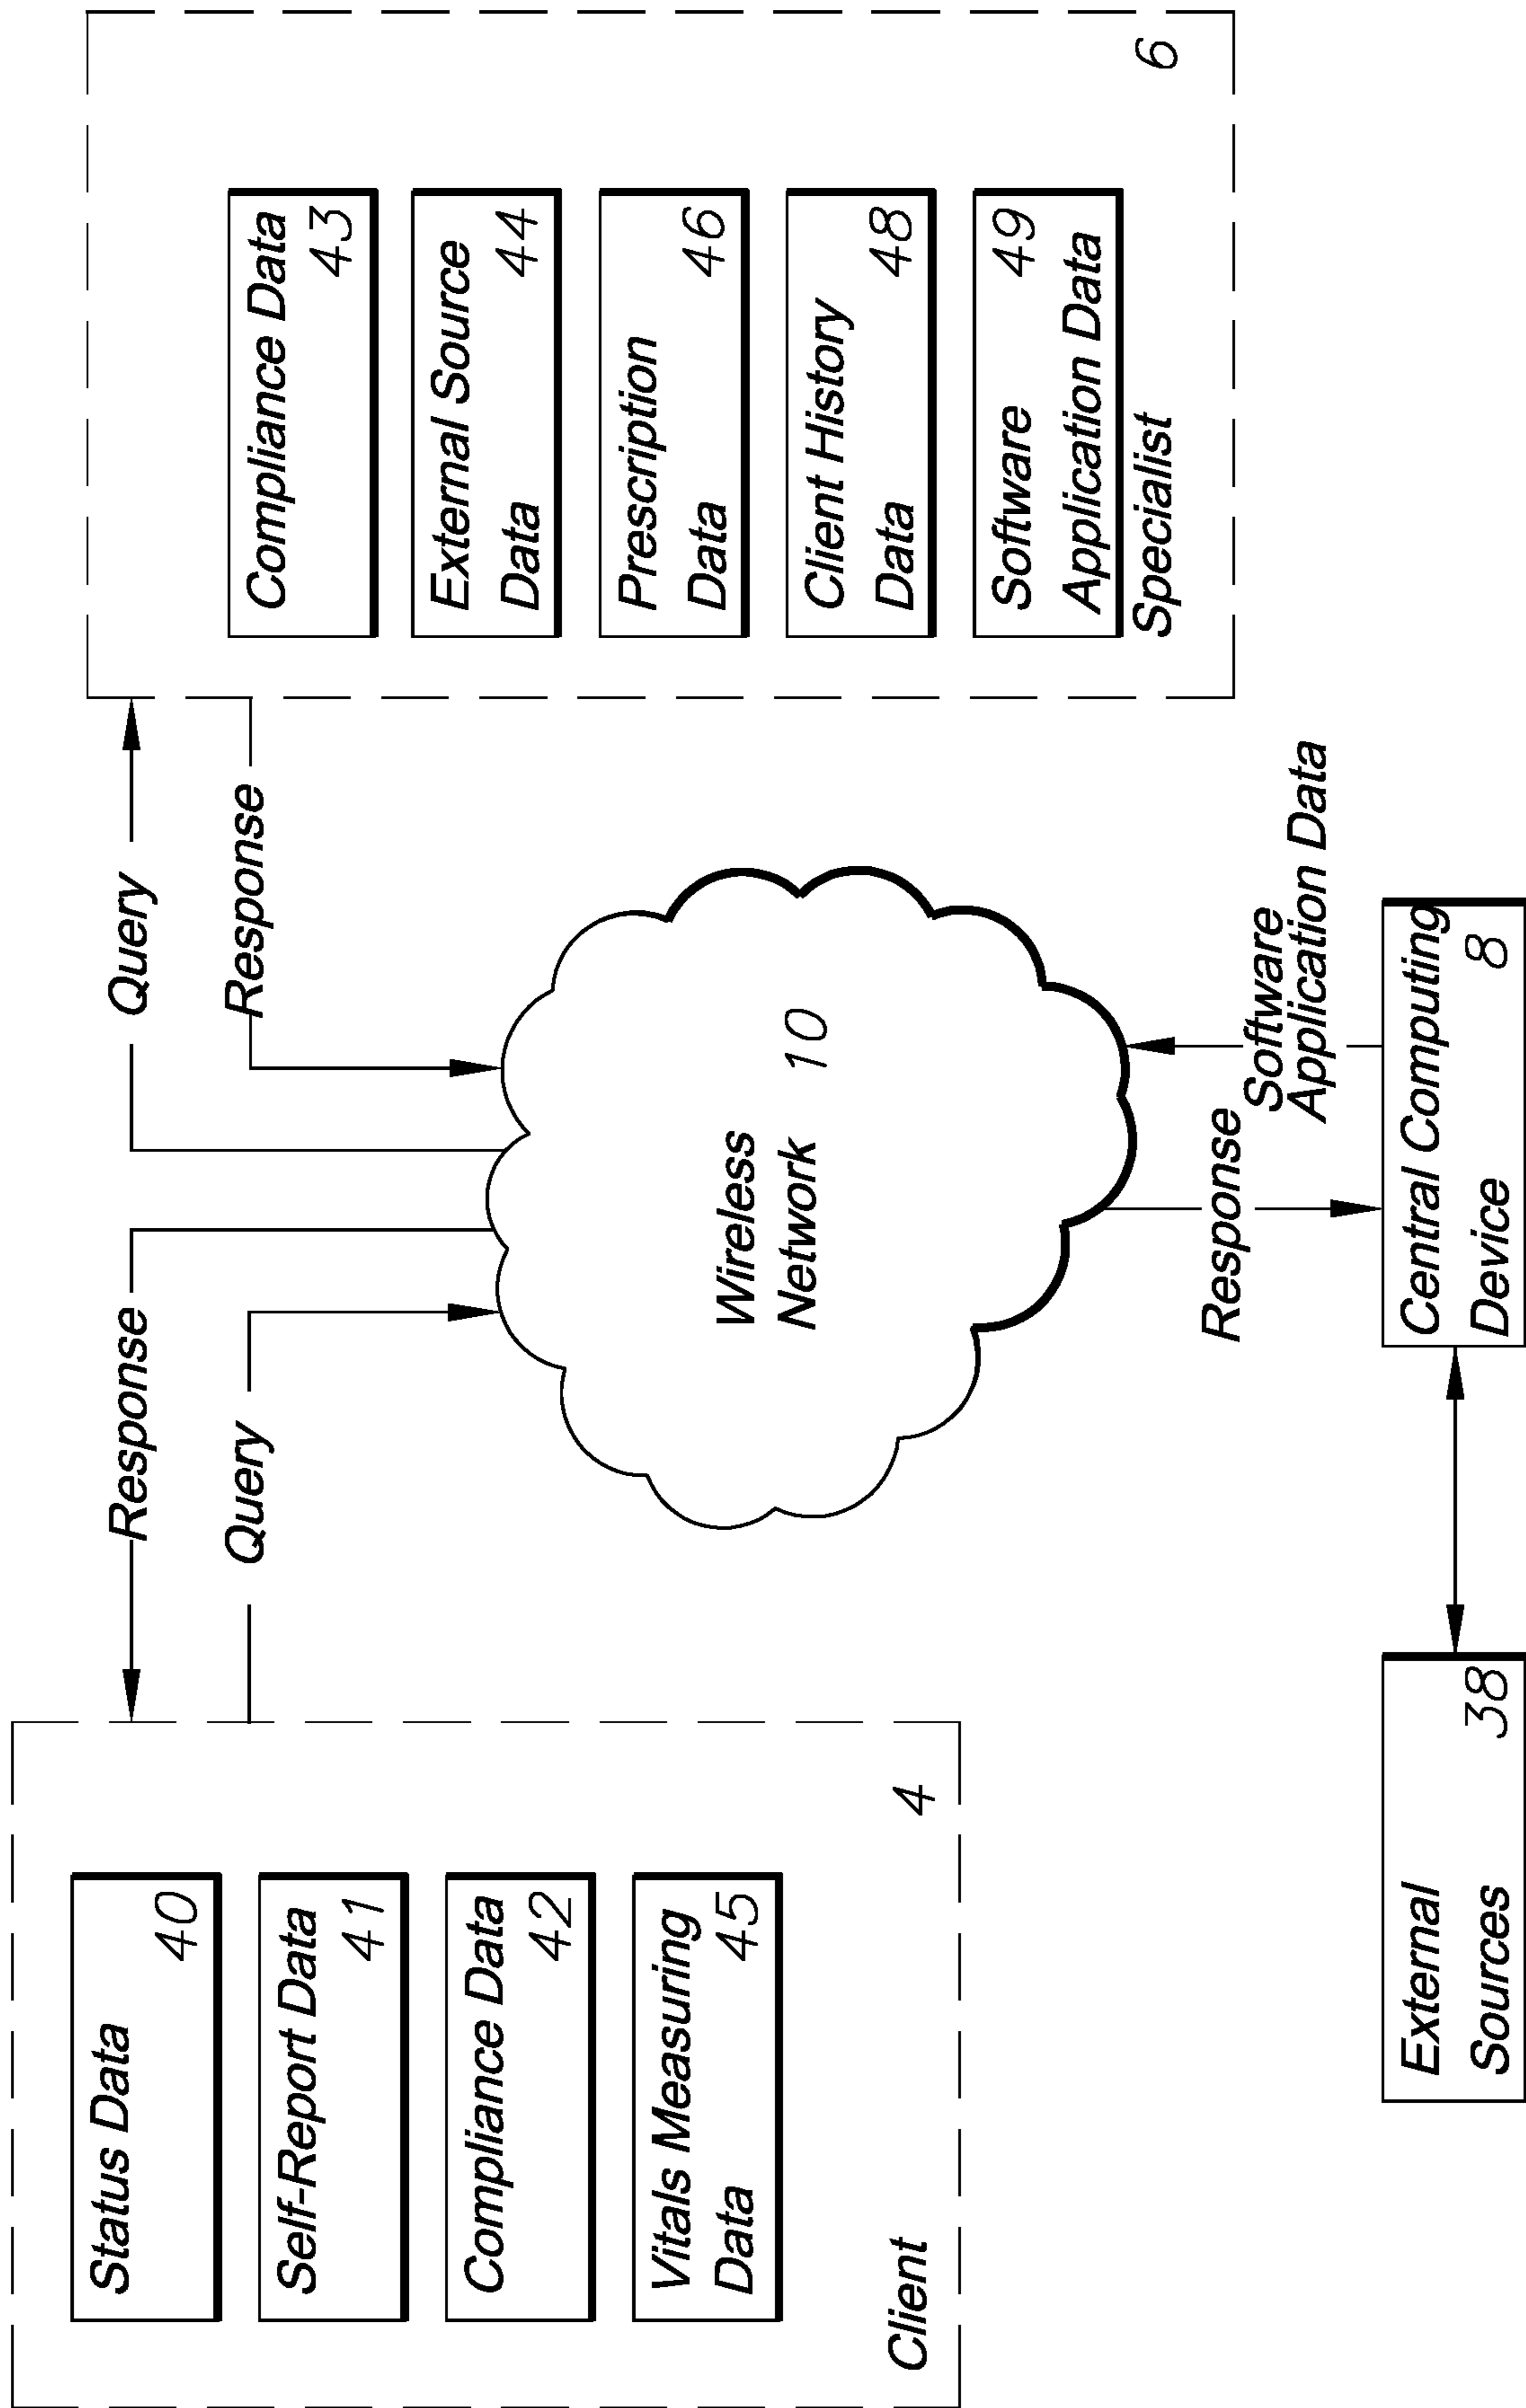 Status Data
40
Self-Report Data
41
Compliance Data
42
Vitals Measuring
Data 45
Client 4
Response
Query
Query
Response
Wireless
Network 10
Compliance Data
43
External Source
Data 44
Prescription
Data 46
Client History
Data 48
Software 49
Application Data
Specialist 6
Response
Software
Application Data
External
Sources 38
Central Computing
Device 8